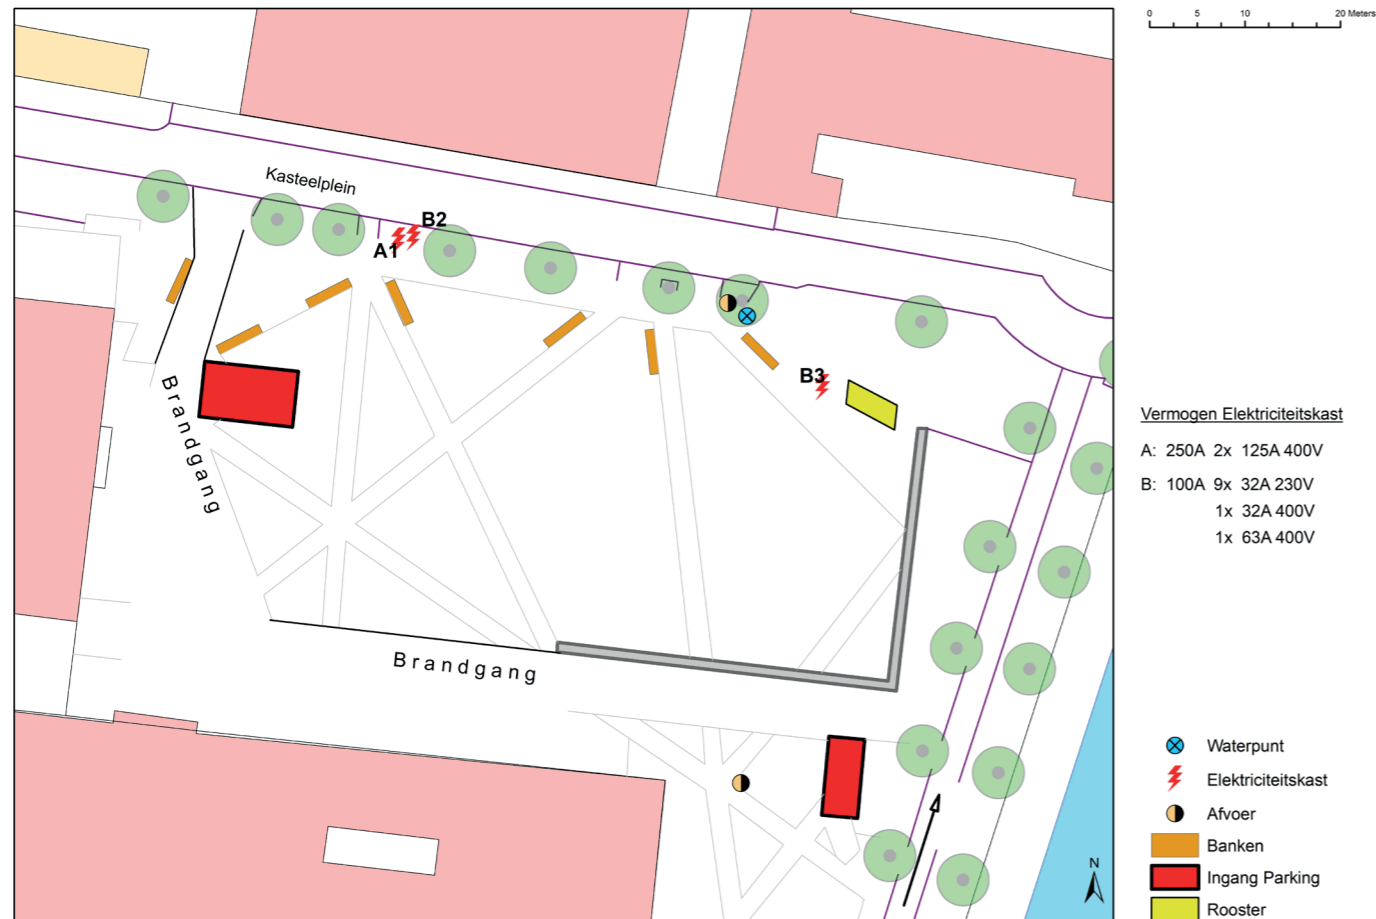 0 5 10 20 Meters
Kasteelplein
B2
A1
B3
Brandgang
Brandgang
Vermogen Elektriciteitskast
A: 250A 2x 125A 400V
B: 100A 9x 32A 230V
1x 32A 400V
1x 63A 400V
Waterpunt
Elektriciteitskast
Afvoer
Banken
Ingang Parking
Rooster
N